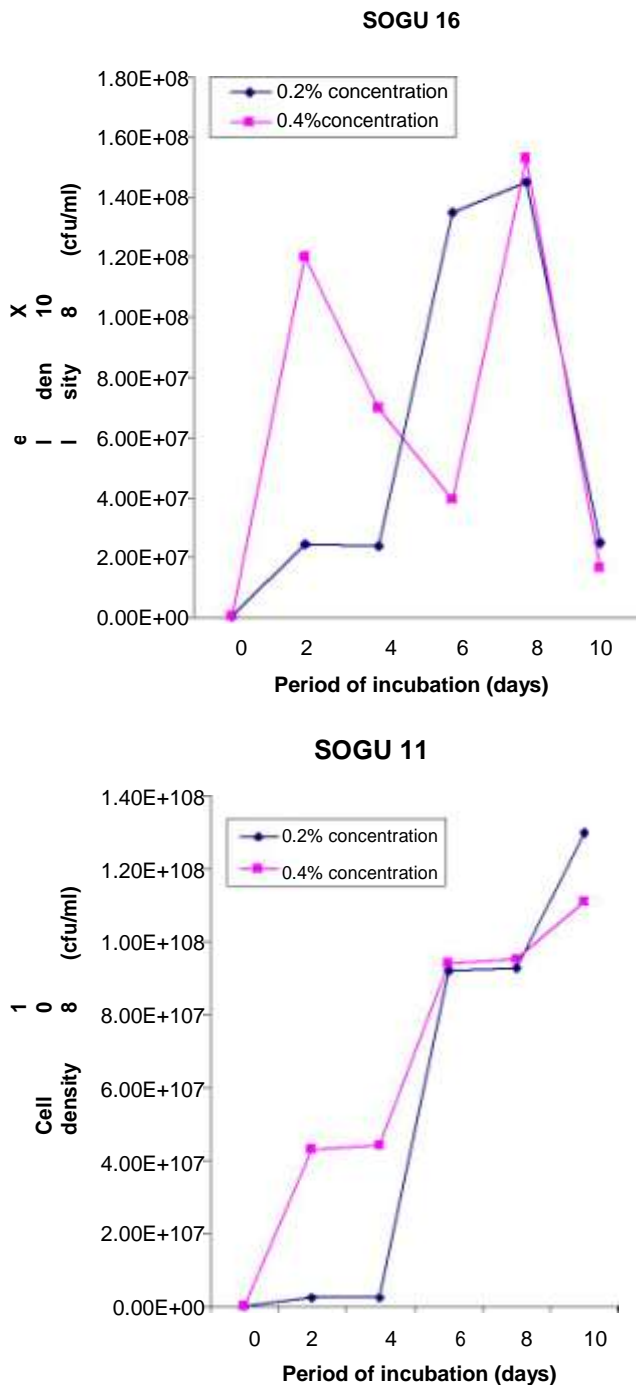 SOGU 16
1.80E+08
1.60E+08
1.40E+08
1.20E+08
1.00E+08
8.00E+07
6.00E+07
4.00E+07
2.00E+07
0.00E+00
0.2% concentration
0.4%concentration
e
l
l
den
sity
X
10
8
(cfu/ml)
0 2 4 6 8 10
Period of incubation (days)
SOGU 11
1.40E+108
1.20E+108
1.00E+108
8.00E+107
6.00E+107
4.00E+107
2.00E+107
0.00E+00
0.2% concentration
0.4% concentration
Cell
density
1
0
8
(cfu/ml)
0 2 4 6 8 10
Period of incubation (days)